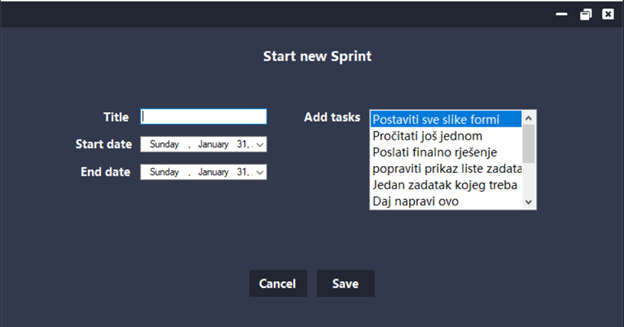 Start new Sprint
Title
Start date Sunday , January 31,
End date Sunday , January 31,
Add tasks
Postaviti sve slike formi
Pročitati još jednom
Poslati finalno rješenje
popraviti prikaz liste zadata
Jedan zadatak kojeg treba
Daj napravi ovo
Cancel Save